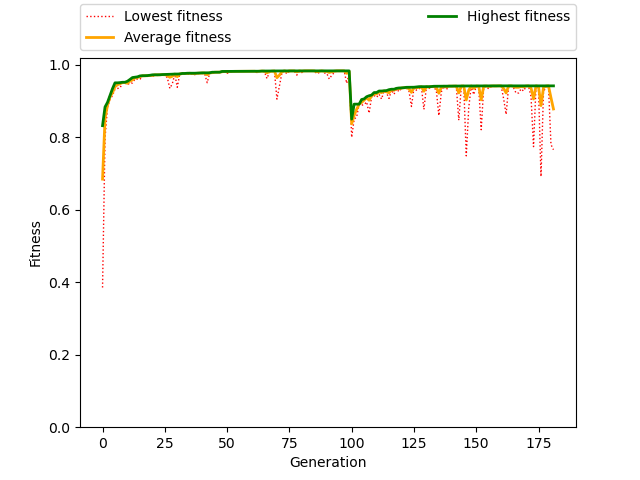 Lowest fitness
Average fitness
Highest fitness
1.0
0.8
0.6
0.4
0.2
0.0
Fitness
0 25 50 75 100 125 150 175
Generation